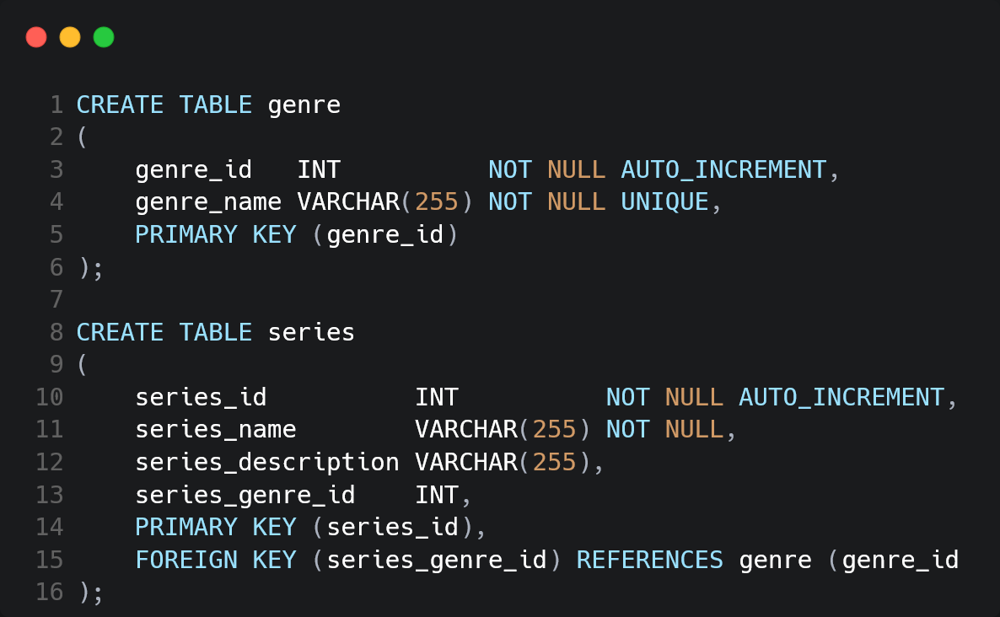 1 CREATE TABLE genre
2 (
3     genre_id   INT          NOT NULL AUTO_INCREMENT,
4     genre_name VARCHAR(255) NOT NULL UNIQUE,
5     PRIMARY KEY (genre_id)
6 );
7
8 CREATE TABLE series
9 (
10     series_id          INT          NOT NULL AUTO_INCREMENT,
11     series_name        VARCHAR(255) NOT NULL,
12     series_description VARCHAR(255),
13     series_genre_id    INT,
14     PRIMARY KEY (series_id),
15     FOREIGN KEY (series_genre_id) REFERENCES genre (genre_id
16 );